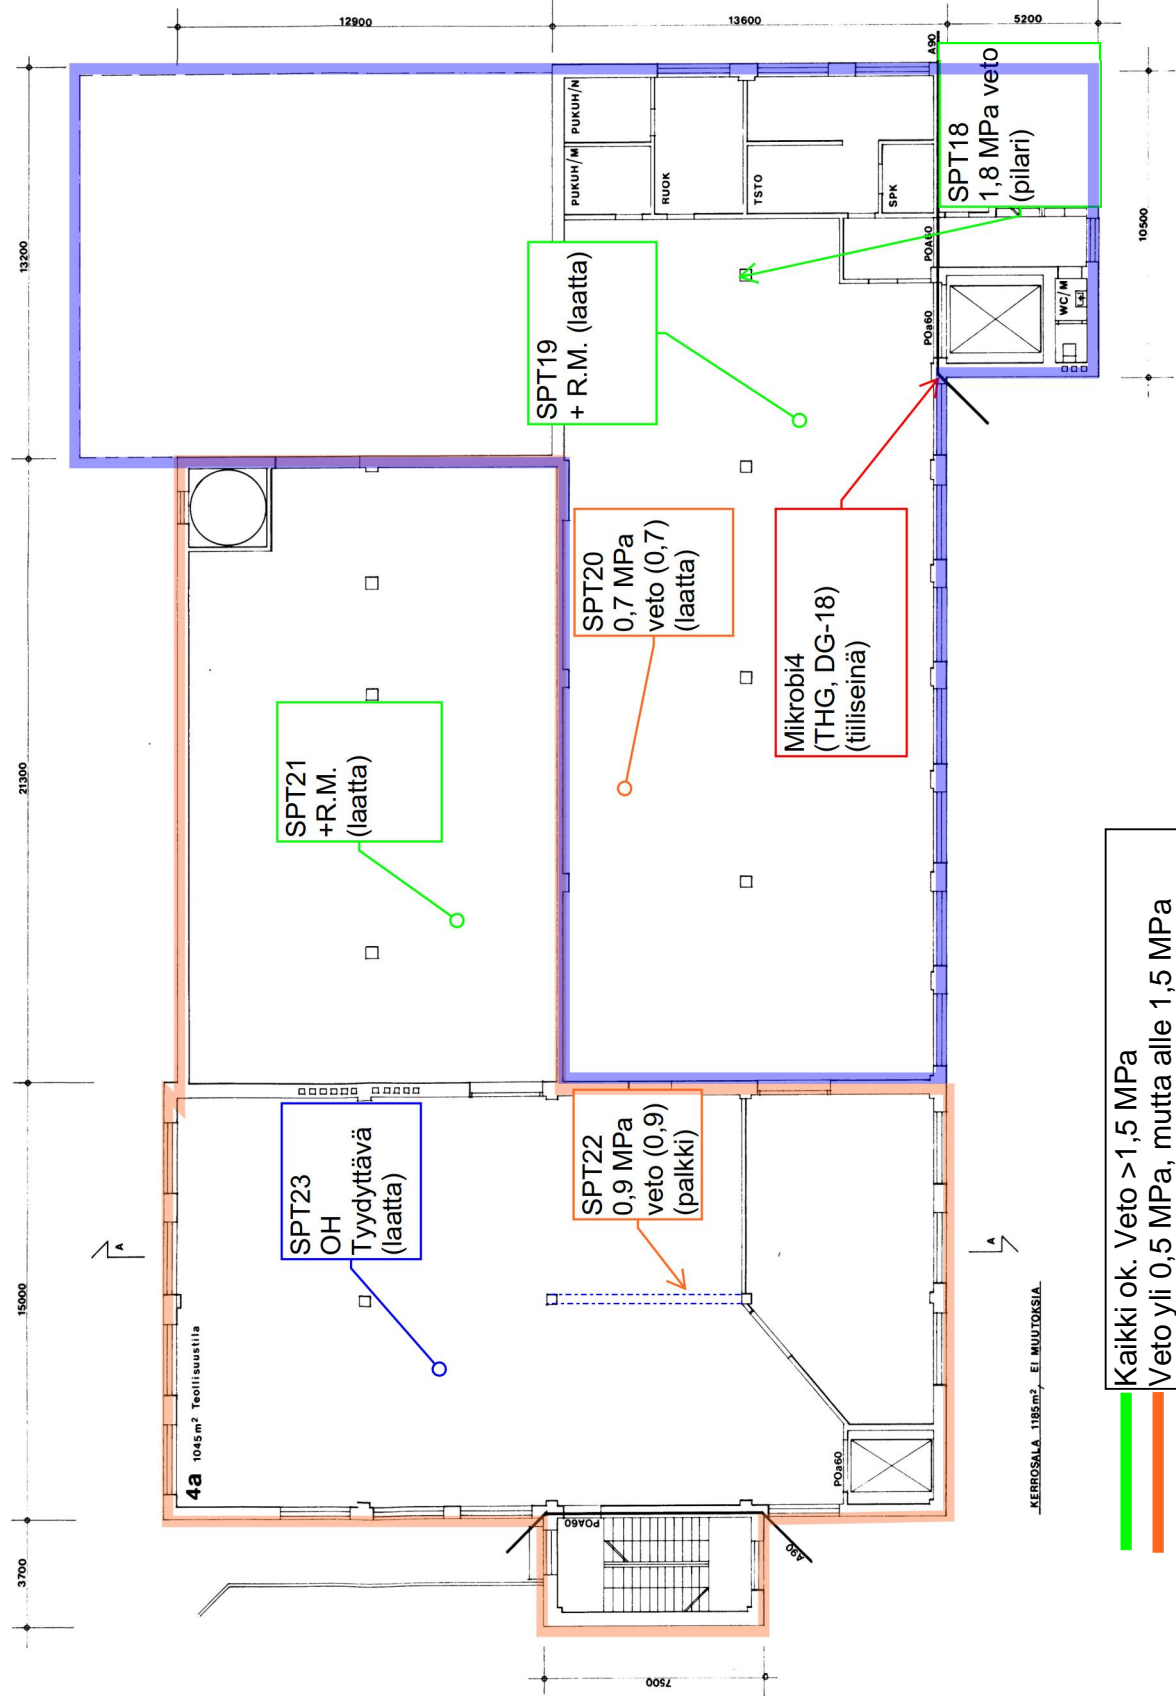 12900
13600
5200
13200
21300
15000
3700
10500
7500
A90
PUKUH/M
PUKUH/N
RUOK
TSTO
SPK
POA60
POa60
WC/M
SPT18
1,8 MPa veto
(pilari)
SPT19
+ R.M. (laatta)
SPT20
0,7 MPa
veto (0,7)
(laatta)
Mikrobi4
(THG, DG-18)
(tiiliseinä)
SPT21
+R.M.
(laatta)
SPT22
0,9 MPa
veto (0,9)
(palkki)
SPT23
OH
Tyydyttävä
(laatta)
A
A
4a 1045 m² Teollisuustila
POa60
POA60
A90
KERROSALA 1185 m², EI MUUTOKSIA
Kaikki ok. Veto >1,5 MPa
Veto yli 0,5 MPa, mutta alle 1,5 MPa